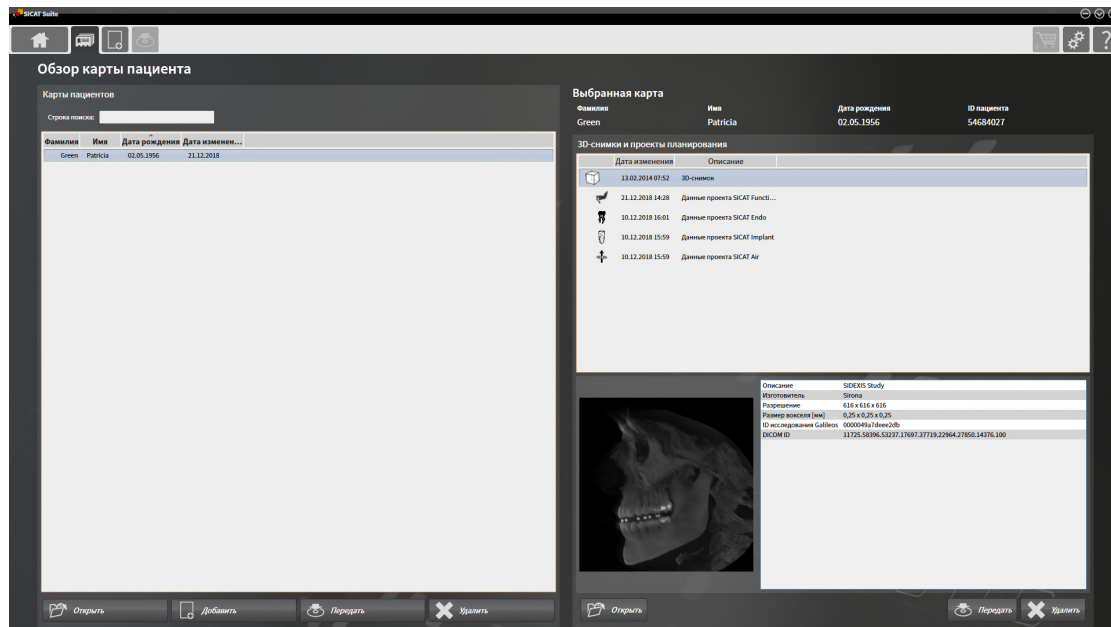 SICAT Suite
?
Обзор карты пациента
Карты пациентов
Строка поиска:
Фамилия Имя Дата рождения Дата изменен...
Green Patricia 02.05.1956 21.12.2018
Открыть Добавить Передать Удалить
Выбранная карта
Фамилия Имя Дата рождения ID пациента
Green Patricia 02.05.1956 54684027
3D-снимки и проекты планирования
Дата изменения Описание
13.02.2014 07:52 3D-снимок
21.12.2018 14:28 Данные проекта SICAT Functi...
10.12.2018 16:01 Данные проекта SICAT Endo
10.12.2018 15:59 Данные проекта SICAT Implant
10.12.2018 15:59 Данные проекта SICAT Air
Описание SIDEXIS Study
Изготовитель Sirona
Разрешение 616 x 616 x 616
Размер вокселя [мм] 0,25 x 0,25 x 0,25
ID исследования Galileos 0000049a7deee2db
DICOM ID 11725.58396.53237.17697.37719.22964.27850.14376.100
Открыть Передать Удалить